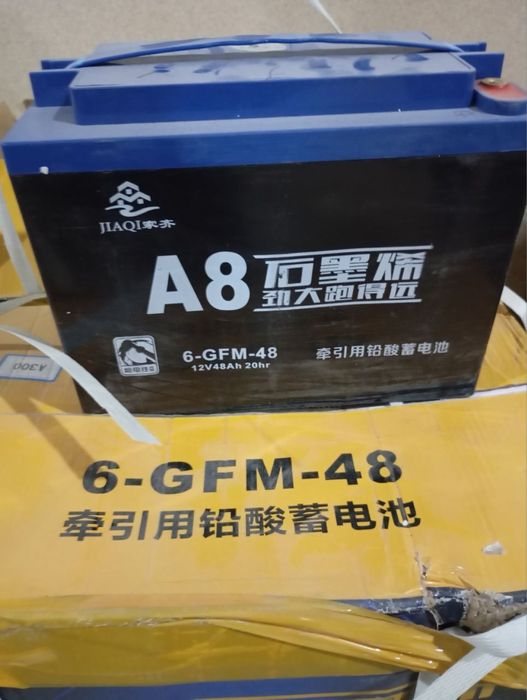 JIAQI家齐
A8
石墨烯
劲大跑得远
6-GFM-48
12V48Ah 20hr
牵引用铅酸蓄电池
A300
6-GFM-48
牵引用铅酸蓄电池